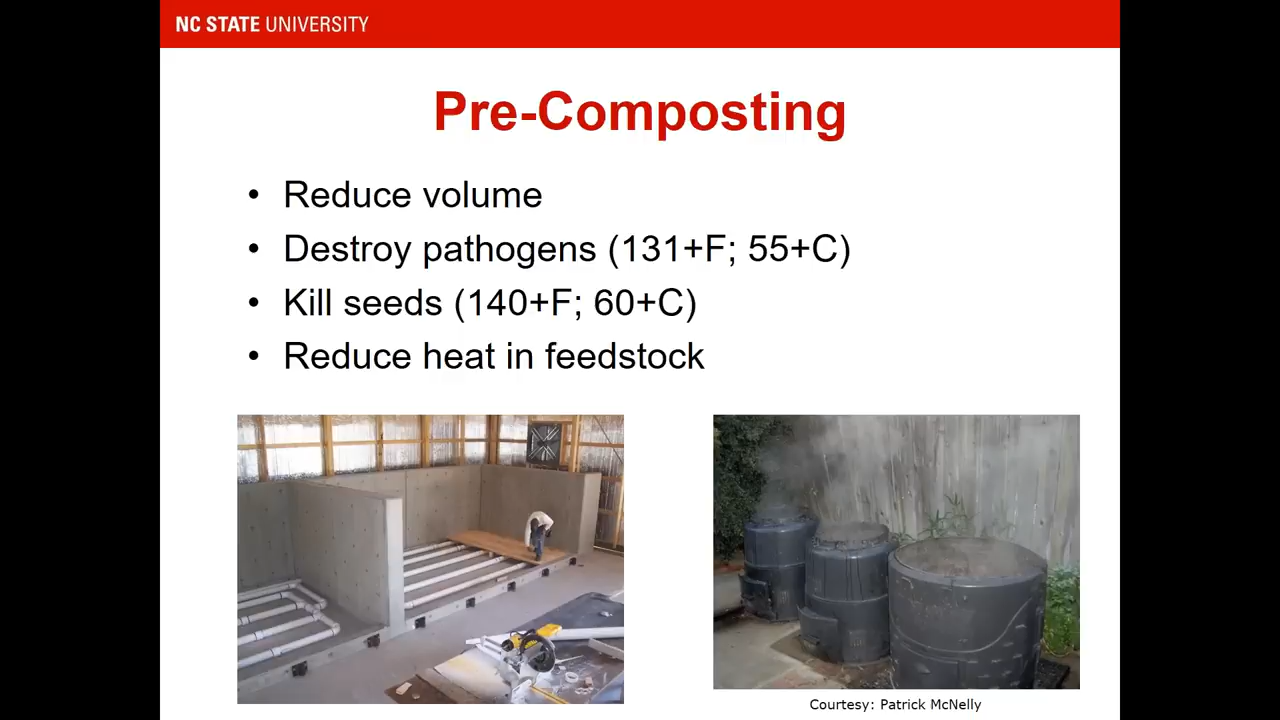 NC STATE UNIVERSITY
Pre-Composting
• Reduce volume
• Destroy pathogens (131+F; 55+C)
• Kill seeds (140+F; 60+C)
• Reduce heat in feedstock
Courtesy: Patrick McNelly